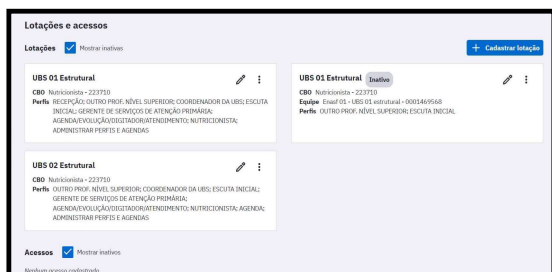 Lotações e acessos
Lotações Mostrar inativas
+ Cadastrar lotação
UBS 01 Estrutural
CBO Nutricionista - 223710
Perfis RECEPÇÃO; OUTRO PROF. NÍVEL SUPERIOR; COORDENADOR DA UBS; ESCUTA
INICIAL; GERENTE DE SERVIÇOS DE ATENÇÃO PRIMÁRIA;
AGENDA/EVOLUÇÃO/DIGITADOR/ATENDIMENTO; NUTRICIONISTA;
ADMINISTRAR PERFIS E AGENDAS
UBS 01 Estrutural Inativo
CBO Nutricionista - 223710
Equipe Enasf 01 - UBS 01 estrutural - 0001469568
Perfis OUTRO PROF. NÍVEL SUPERIOR; ESCUTA INICIAL
UBS 02 Estrutural
CBO Nutricionista - 223710
Perfis OUTRO PROF. NÍVEL SUPERIOR; COORDENADOR DA UBS; ESCUTA INICIAL;
GERENTE DE SERVIÇOS DE ATENÇÃO PRIMÁRIA;
AGENDA/EVOLUÇÃO/DIGITADOR/ATENDIMENTO; NUTRICIONISTA; AGENDA;
ADMINISTRAR PERFIS E AGENDAS
Acessos Mostrar inativos
Nenhum acesso cadastrado